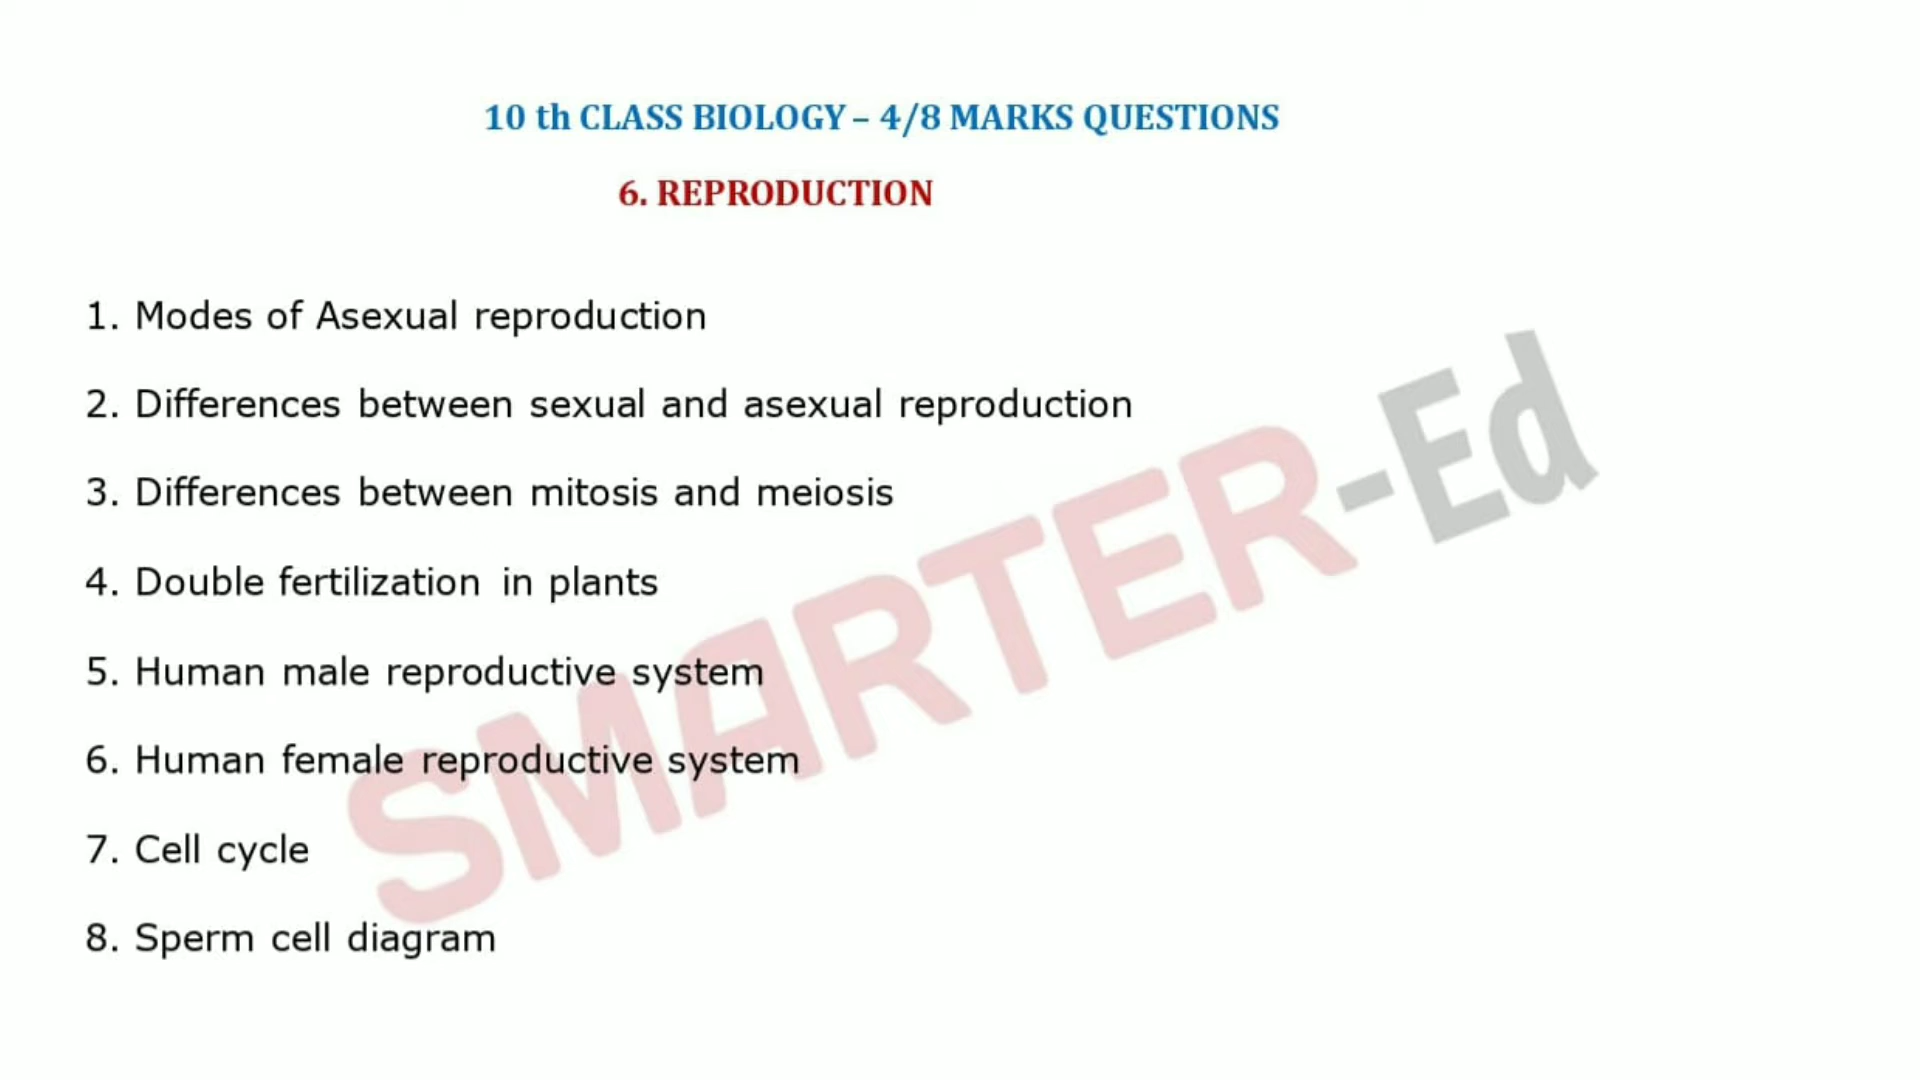 10 th CLASS BIOLOGY – 4/8 MARKS QUESTIONS
6. REPRODUCTION
1. Modes of Asexual reproduction
2. Differences between sexual and asexual reproduction
3. Differences between mitosis and meiosis
4. Double fertilization in plants
5. Human male reproductive system
6. Human female reproductive system
7. Cell cycle
8. Sperm cell diagram
SMARTER-Ed